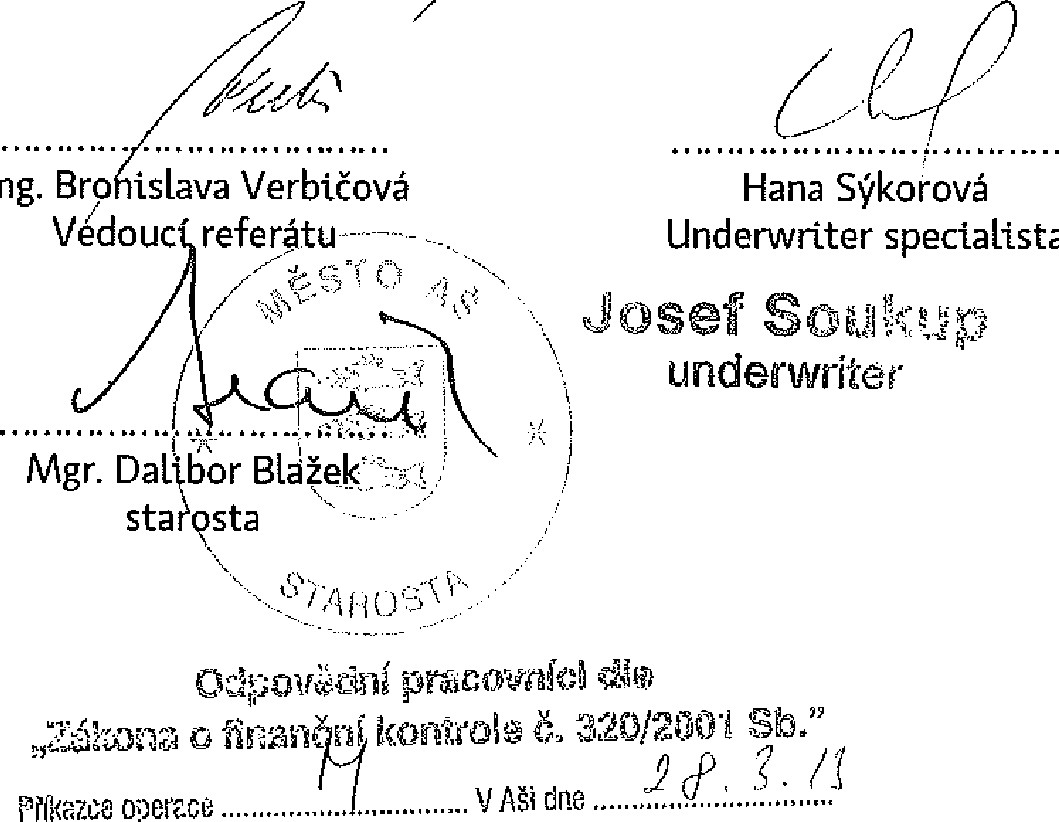 ng. Bronislava Verbičová
Vedoucí referátu
Hana Sýkorová
Underwriter specialista
Josef Soukup
underwriter
MĚSTO AŠ
STAROSTA
Mgr. Dalibor Blažek
starosta
Odpovědní pracovníci dle
„Zákona o finanční kontrole č. 320/2001 Sb.”
Příkazce operace ........................ V Aši dne 28. 3. 13